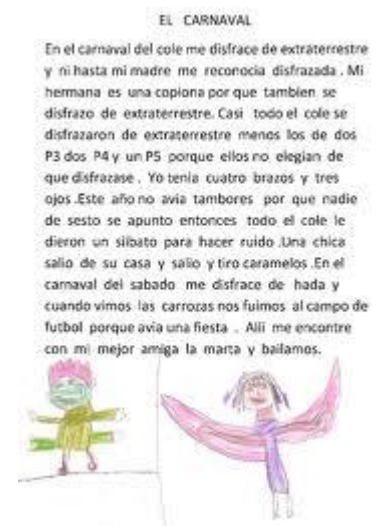 EL CARNAVAL
En el carnaval del cole me disfrace de extraterrestre
y ni hasta mi madre me reconocia disfrazada . Mi
hermana es una copiona por que tambien se
disfrazo de extraterrestre. Casi todo el cole se
disfrazaron de extraterrestre menos los de dos
P3 dos P4 y un P5 porque ellos no elegian de
que disfrazase . Yo tenia cuatro brazos y tres
ojos .Este año no avia tambores por que nadie
de sesto se apunto entonces todo el cole le
dieron un silbato para hacer ruido .Una chica
salio de su casa y salio y tiro caramelos .En el
carnaval del sabado me disfrace de hada y
cuando vimos las carrozas nos fuimos al campo de
futbol porque avia una fiesta . Alli me encontre
con mi mejor amiga la marta y bailamos.